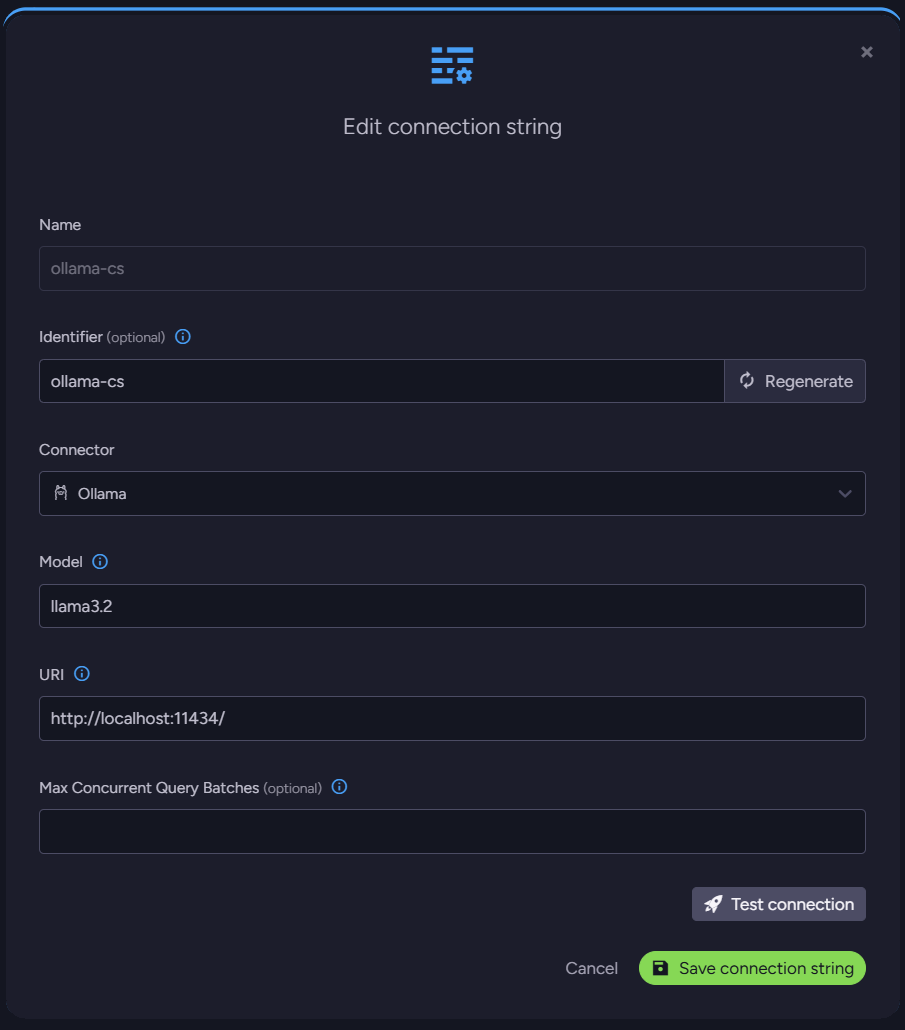 Edit connection string
Name
ollama-cs
Identifier (optional)
ollama-cs
Regenerate
Connector
Ollama
Model
llama3.2
URI
http://localhost:11434/
Max Concurrent Query Batches (optional)
Test connection
Cancel
Save connection string